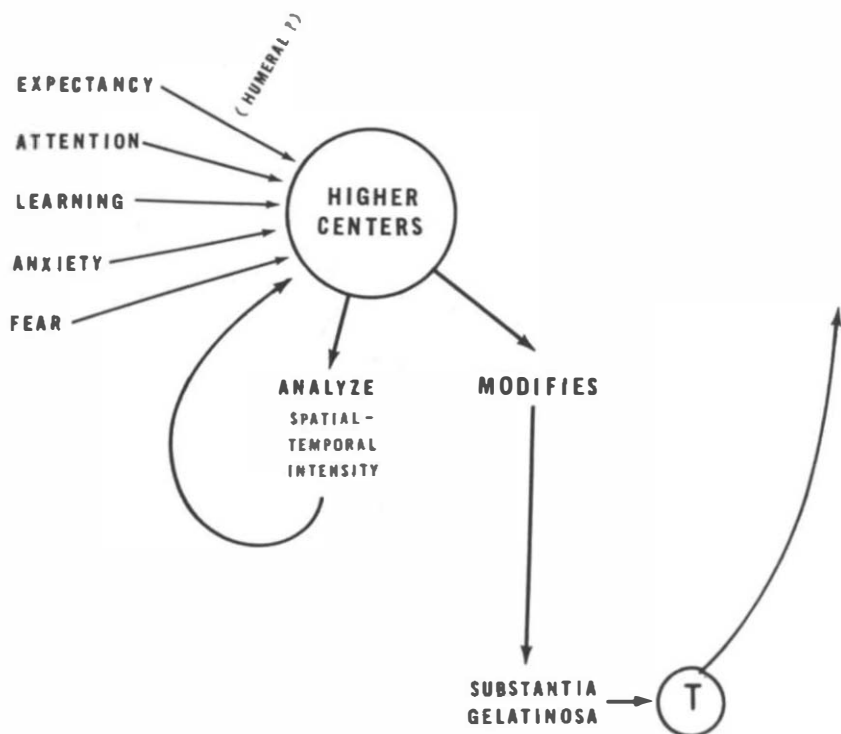 EXPECTANCY
(HUMERAL?)
ATTENTION
LEARNING
ANXIETY
FEAR
HIGHER
CENTERS
ANALYZE
SPATIAL-
TEMPORAL
INTENSITY
MODIFIES
SUBSTANTIA
GELATINOSA
T